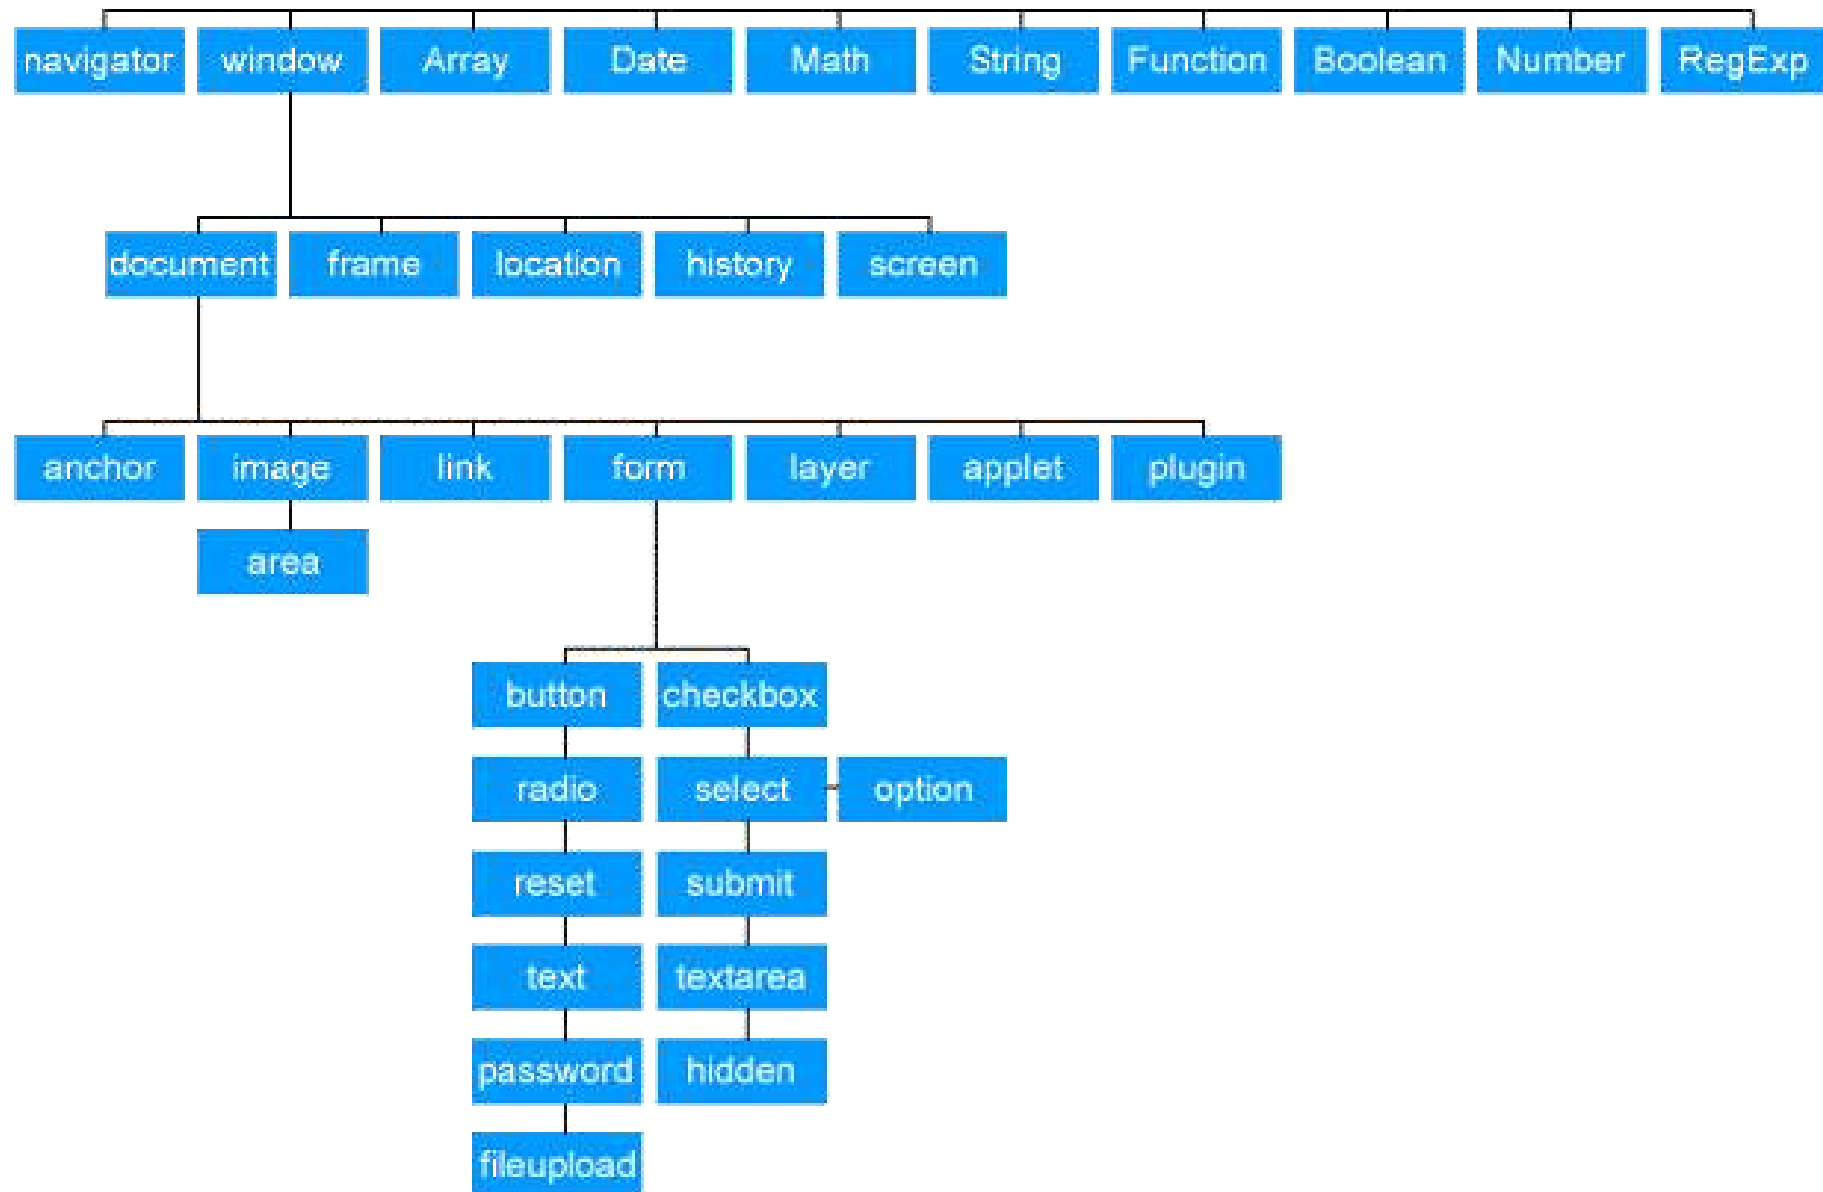 navigator window Array Date Math String Function Boolean Number RegExp
document frame location history screen
anchor image link form layer applet plugin
area
button checkbox
radio select option
reset submit
text textarea
password hidden
fileupload